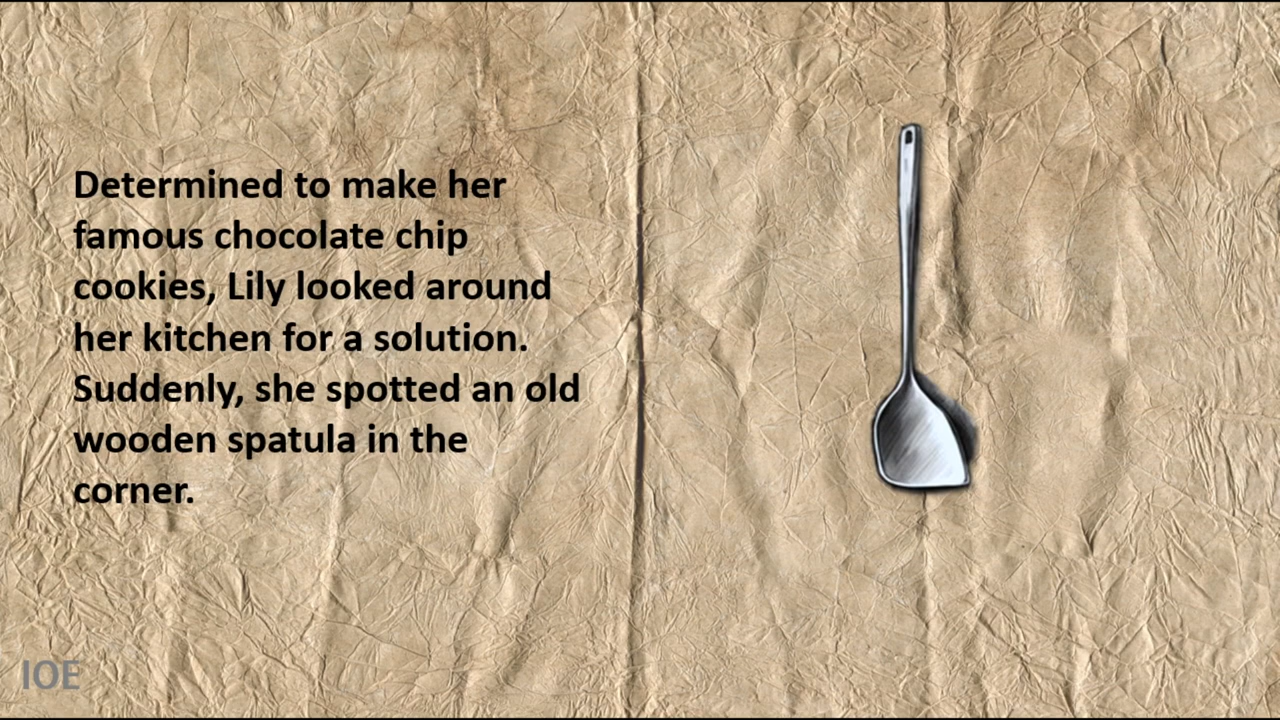 Determined to make her
famous chocolate chip
cookies, Lily looked around
her kitchen for a solution.
Suddenly, she spotted an old
wooden spatula in the
corner.
IOE